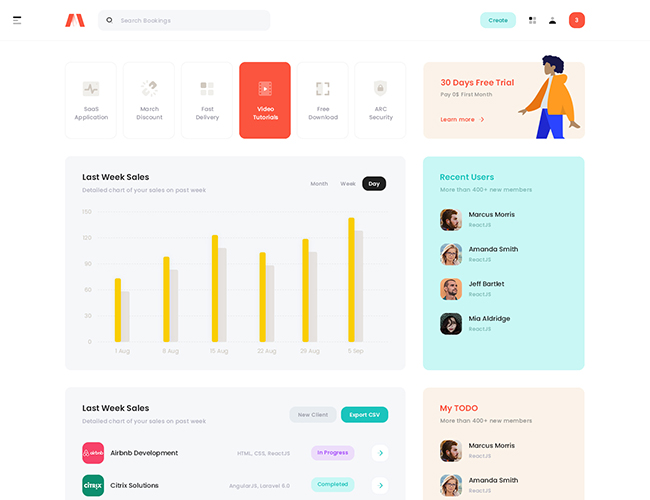 Search Bookings
Create
3
SaaS
Application
March
Discount
Fast
Delivery
Video
Tutorials
Free
Download
ARC
Security
30 Days Free Trial
Pay 0$ First Month
Learn more
Last Week Sales
Detailed chart of your sales on past week
Month
Week
Day
150
120
90
60
30
0
1 Aug
8 Aug
15 Aug
22 Aug
29 Aug
5 Sep
Recent Users
More than 400+ new members
Marcus Morris
ReactJS
Amanda Smith
ReactJS
Jeff Bartlet
ReactJS
Mia Aldridge
ReactJS
Last Week Sales
Detailed chart of your sales on past week
New Client
Export CSV
airbnb
Airbnb Development
HTML, CSS, ReactJS
In Progress
CITRIX
Citrix Solutions
AngularJS, Laravel 6.0
Completed
My TODO
More than 400+ new members
Marcus Morris
ReactJS
Amanda Smith
ReactJS